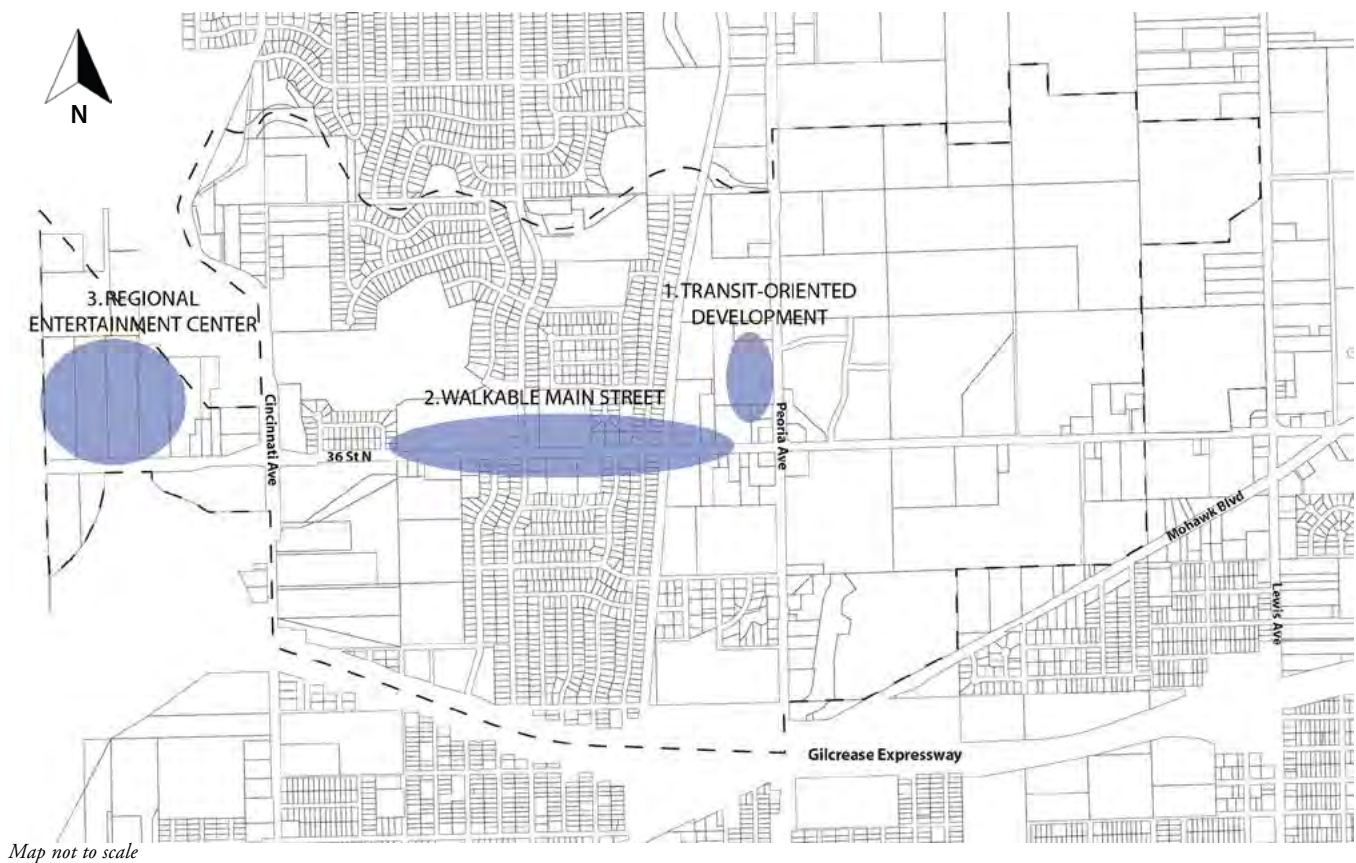 N
1. TRANSIT-ORIENTED
DEVELOPMENT
3. REGIONAL
ENTERTAINMENT CENTER
2. WALKABLE MAIN STREET
Cincinnati Ave
Peoria Ave
36 St N
Mohawk Blvd
Lewis Ave
Gilcrease Expressway
Map not to scale